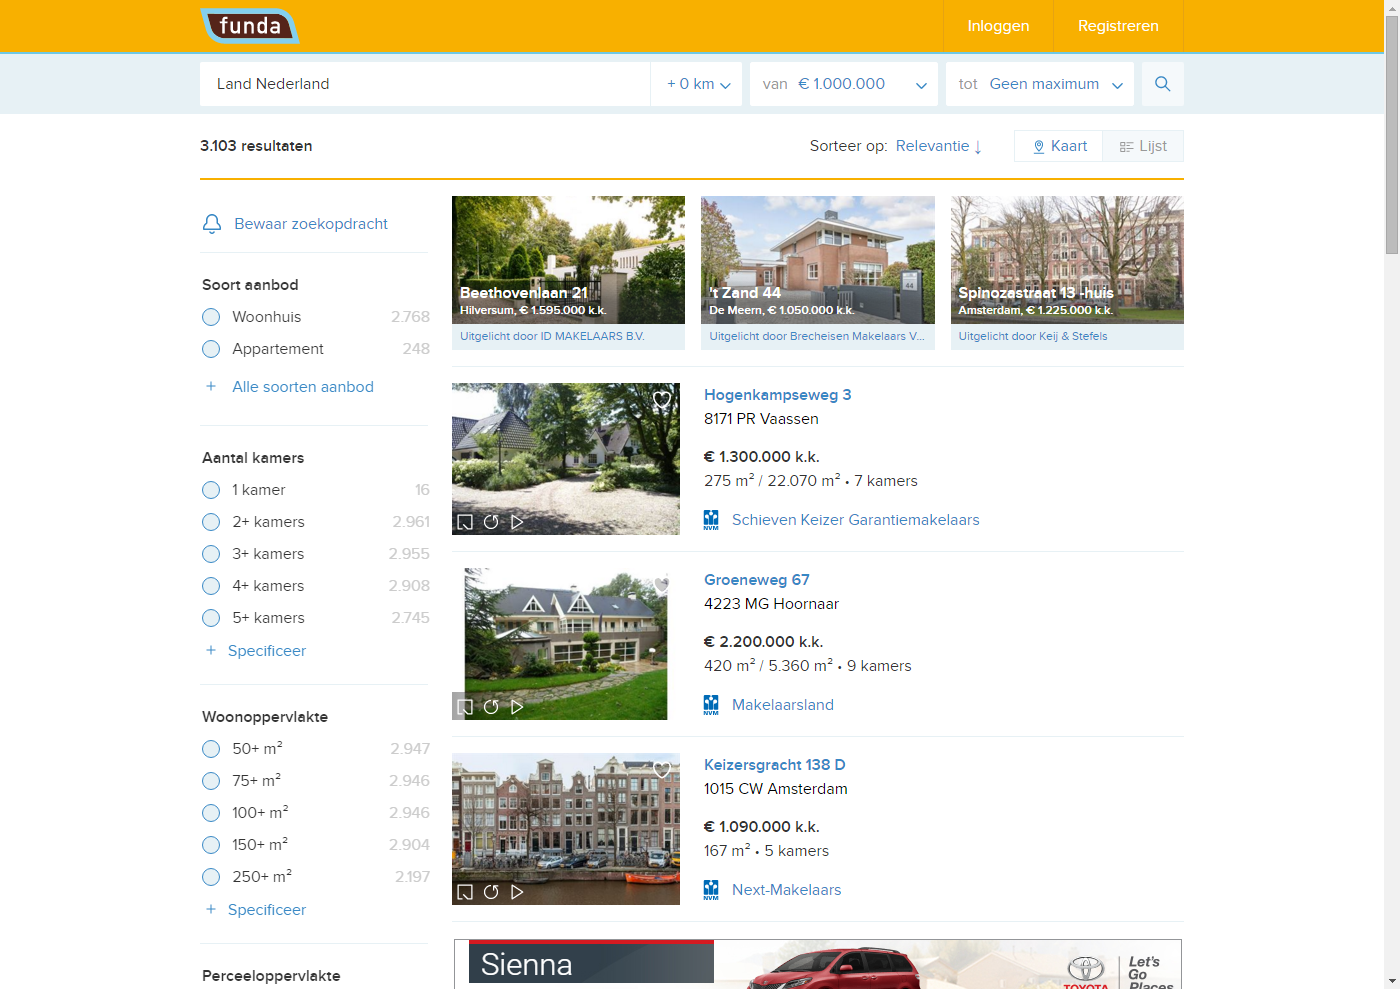 funda
Inloggen
Registreren
Land Nederland
+ 0 km
van € 1.000.000
tot Geen maximum
3.103 resultaten
Sorteer op: Relevantie ↓
Kaart
Lijst
Bewaar zoekopdracht
Soort aanbod
Woonhuis 2.768
Appartement 248
+ Alle soorten aanbod
Aantal kamers
1 kamer 16
2+ kamers 2.961
3+ kamers 2.955
4+ kamers 2.908
5+ kamers 2.745
+ Specificeer
Woonoppervlakte
50+ m² 2.947
75+ m² 2.946
100+ m² 2.946
150+ m² 2.904
250+ m² 2.197
+ Specificeer
Perceeloppervlakte
Beethovenlaan 21
Hilversum, € 1.595.000 k.k.
Uitgelicht door ID MAKELAARS B.V.
't Zand 44
De Meern, € 1.050.000 k.k.
Uitgelicht door Brecheisen Makelaars V...
44
Spinozastraat 13 -huis
Amsterdam, € 1.225.000 k.k.
Uitgelicht door Keij & Stefels
Hogenkampseweg 3
8171 PR Vaassen
€ 1.300.000 k.k.
275 m² / 22.070 m² • 7 kamers
NVM
Schieven Keizer Garantiemakelaars
Groeneweg 67
4223 MG Hoornaar
€ 2.200.000 k.k.
420 m² / 5.360 m² • 9 kamers
NVM
Makelaarsland
Keizersgracht 138 D
1015 CW Amsterdam
€ 1.090.000 k.k.
167 m² • 5 kamers
NVM
Next-Makelaars
Sienna
TOYOTA
Let's
Go
Places